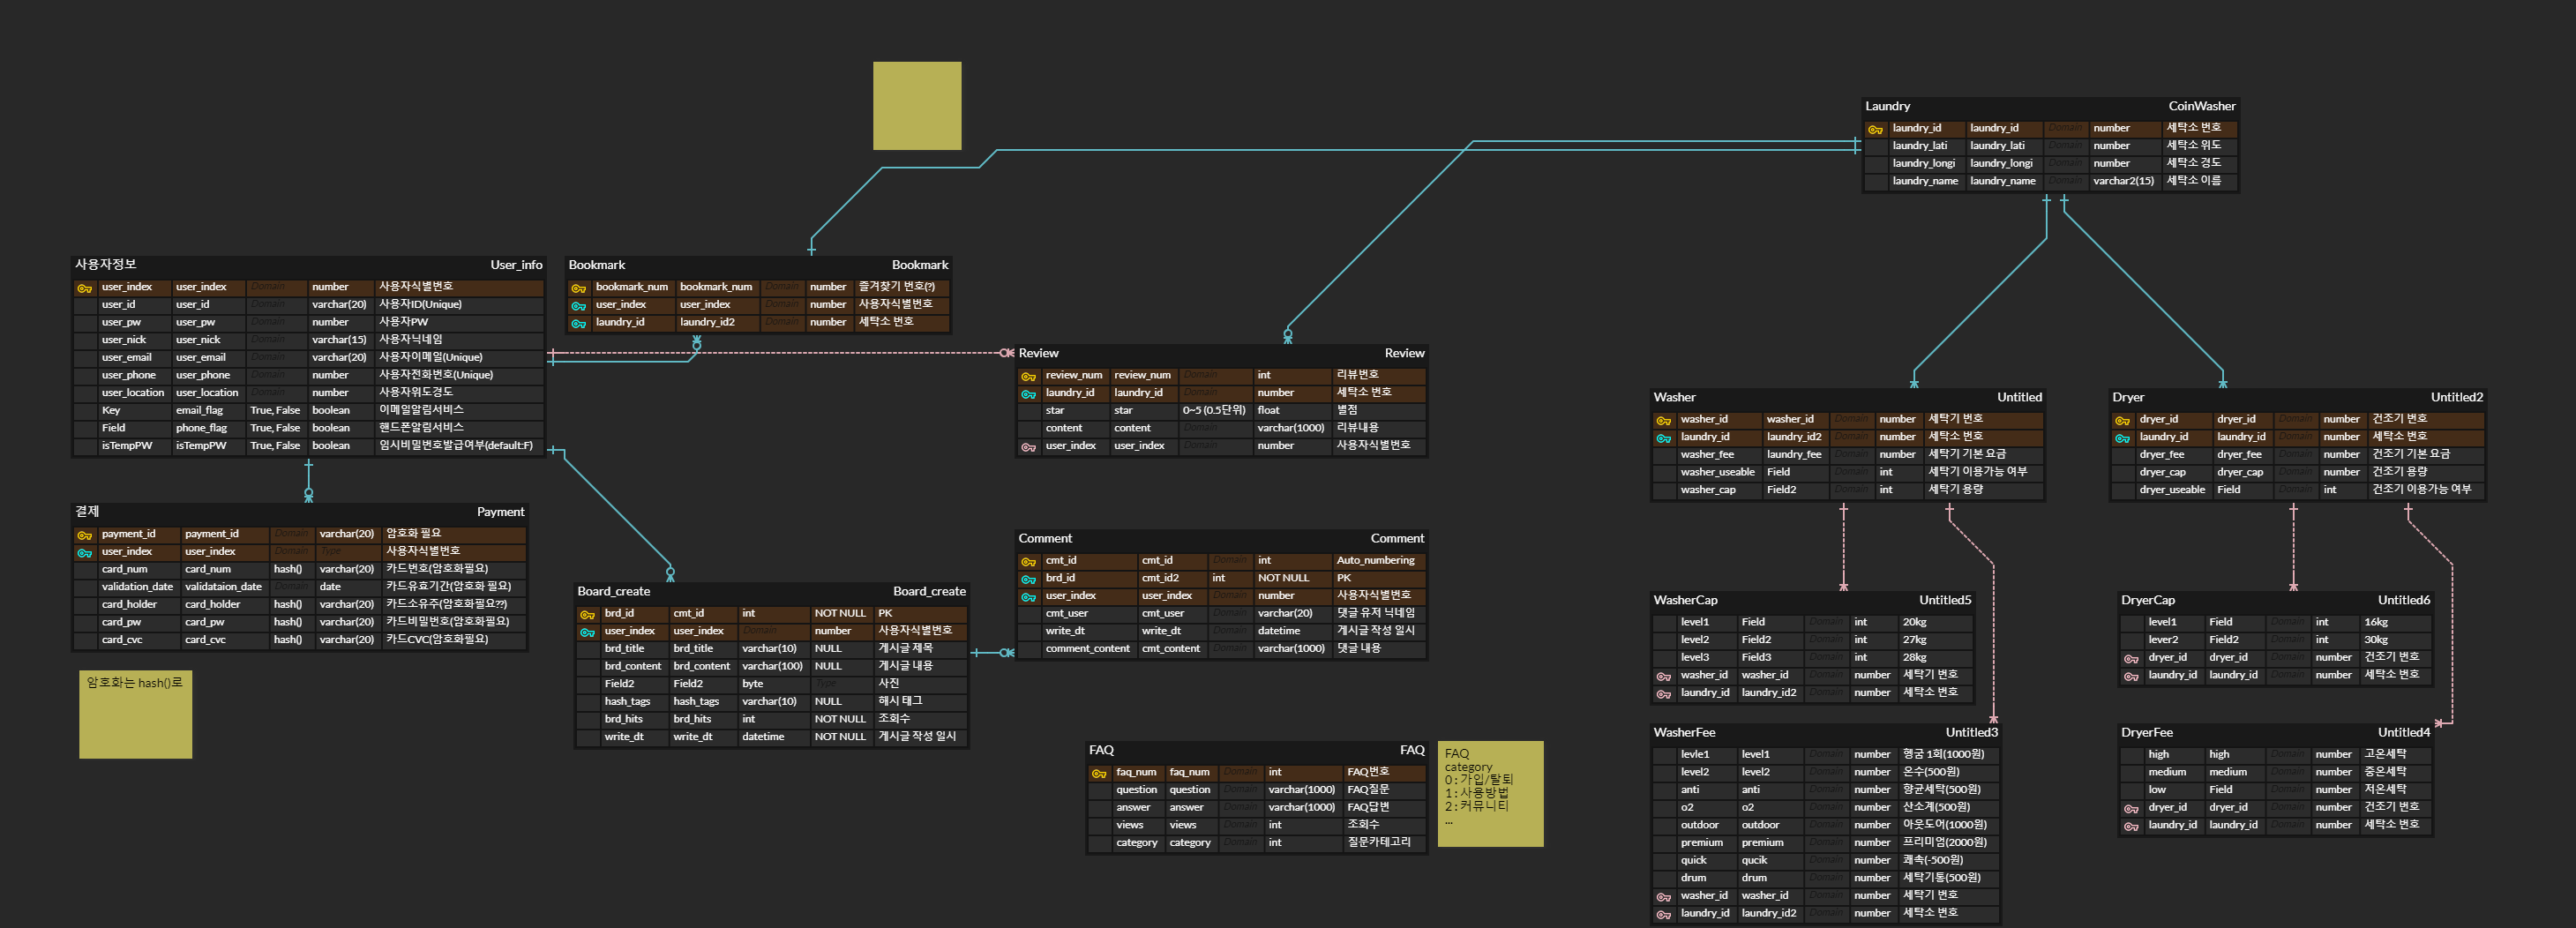 Laundry CoinWasher
laundry_id laundry_id Domain number 세탁소 번호
laundry_lati laundry_lati Domain number 세탁소 위도
laundry_longi laundry_longi Domain number 세탁소 경도
laundry_name laundry_name Domain varchar2(15) 세탁소 이름
사용자정보 User_info
user_index user_index Domain number 사용자식별번호
user_id user_id Domain varchar(20) 사용자ID(Unique)
user_pw user_pw Domain number 사용자PW
user_nick user_nick Domain varchar(15) 사용자닉네임
user_email user_email Domain varchar(20) 사용자이메일(Unique)
user_phone user_phone Domain number 사용자전화번호(Unique)
user_location user_location Domain number 사용자위도경도
Key email_flag True, False boolean 이메일알림서비스
Field phone_flag True, False boolean 핸드폰알림서비스
isTempPW isTempPW True, False boolean 임시비밀번호발급여부(default:F)
Bookmark Bookmark
bookmark_num bookmark_num Domain number 즐겨찾기 번호(?)
user_index user_index Domain number 사용자식별번호
laundry_id laundry_id2 Domain number 세탁소 번호
Review Review
review_num review_num Domain int 리뷰번호
laundry_id laundry_id Domain number 세탁소 번호
star star 0~5 (0.5단위) float 별점
content content Domain varchar(1000) 리뷰내용
user_index user_index Domain number 사용자식별번호
Washer Untitled
washer_id washer_id Domain number 세탁기 번호
laundry_id laundry_id2 Domain number 세탁소 번호
washer_fee laundry_fee Domain number 세탁기 기본 요금
washer_useable Field Domain int 세탁기 이용가능 여부
washer_cap Field2 Domain int 세탁기 용량
Dryer Untitled2
dryer_id dryer_id Domain number 건조기 번호
laundry_id laundry_id Domain number 세탁소 번호
dryer_fee dryer_fee Domain number 건조기 기본 요금
dryer_cap dryer_cap Domain number 건조기 용량
dryer_useable Field Domain int 건조기 이용가능 여부
결제 Payment
payment_id payment_id Domain varchar(20) 암호화 필요
user_index user_index Domain Type 사용자식별번호
card_num card_num hash() varchar(20) 카드번호(암호화필요)
validation_date validataion_date Domain date 카드유효기간(암호화 필요)
card_holder card_holder hash() varchar(20) 카드소유주(암호화필요??)
card_pw card_pw hash() varchar(20) 카드비밀번호(암호화필요)
card_cvc card_cvc hash() varchar(20) 카드CVC(암호화필요)
암호화는 hash()로
Board_create Board_create
brd_id cmt_id int NOT NULL PK
user_index user_index Domain number 사용자식별번호
brd_title brd_title varchar(10) NULL 게시글 제목
brd_content brd_content varchar(100) NULL 게시글 내용
Field2 Field2 byte Type 사진
hash_tags hash_tags varchar(10) NULL 해시 태그
brd_hits brd_hits int NOT NULL 조회수
write_dt write_dt datetime NOT NULL 게시글 작성 일시
Comment Comment
cmt_id cmt_id Domain int Auto_numbering
brd_id cmt_id2 int NOT NULL PK
user_index user_index Domain number 사용자식별번호
cmt_user cmt_user Domain varchar(20) 댓글 유저 닉네임
write_dt write_dt Domain datetime 게시글 작성 일시
comment_content cmt_content Domain varchar(1000) 댓글 내용
FAQ FAQ
faq_num faq_num Domain int FAQ번호
question question Domain varchar(1000) FAQ질문
answer answer Domain varchar(1000) FAQ답변
views views Domain int 조회수
category category Domain int 질문카테고리
FAQ
category
0 : 가입/탈퇴
1 : 사용방법
2 : 커뮤니티
...
WasherCap Untitled5
level1 Field Domain int 20kg
level2 Field2 Domain int 27kg
level3 Field3 Domain int 28kg
washer_id washer_id Domain number 세탁기 번호
laundry_id laundry_id2 Domain number 세탁소 번호
DryerCap Untitled6
level1 Field Domain int 16kg
lever2 Field2 Domain int 30kg
dryer_id dryer_id Domain number 건조기 번호
laundry_id laundry_id Domain number 세탁소 번호
WasherFee Untitled3
levle1 level1 Domain number 헹굼 1회(1000원)
level2 level2 Domain number 온수(500원)
anti anti Domain number 향균세탁(500원)
o2 o2 Domain number 산소계(500원)
outdoor outdoor Domain number 아웃도어(1000원)
premium premium Domain number 프리미엄(2000원)
quick qucik Domain number 쾌속(-500원)
drum drum Domain number 세탁기통(500원)
washer_id washer_id Domain number 세탁기 번호
laundry_id laundry_id2 Domain number 세탁소 번호
DryerFee Untitled4
high high Domain number 고온세탁
medium medium Domain number 중온세탁
low Field Domain number 저온세탁
dryer_id dryer_id Domain number 건조기 번호
laundry_id laundry_id Domain number 세탁소 번호